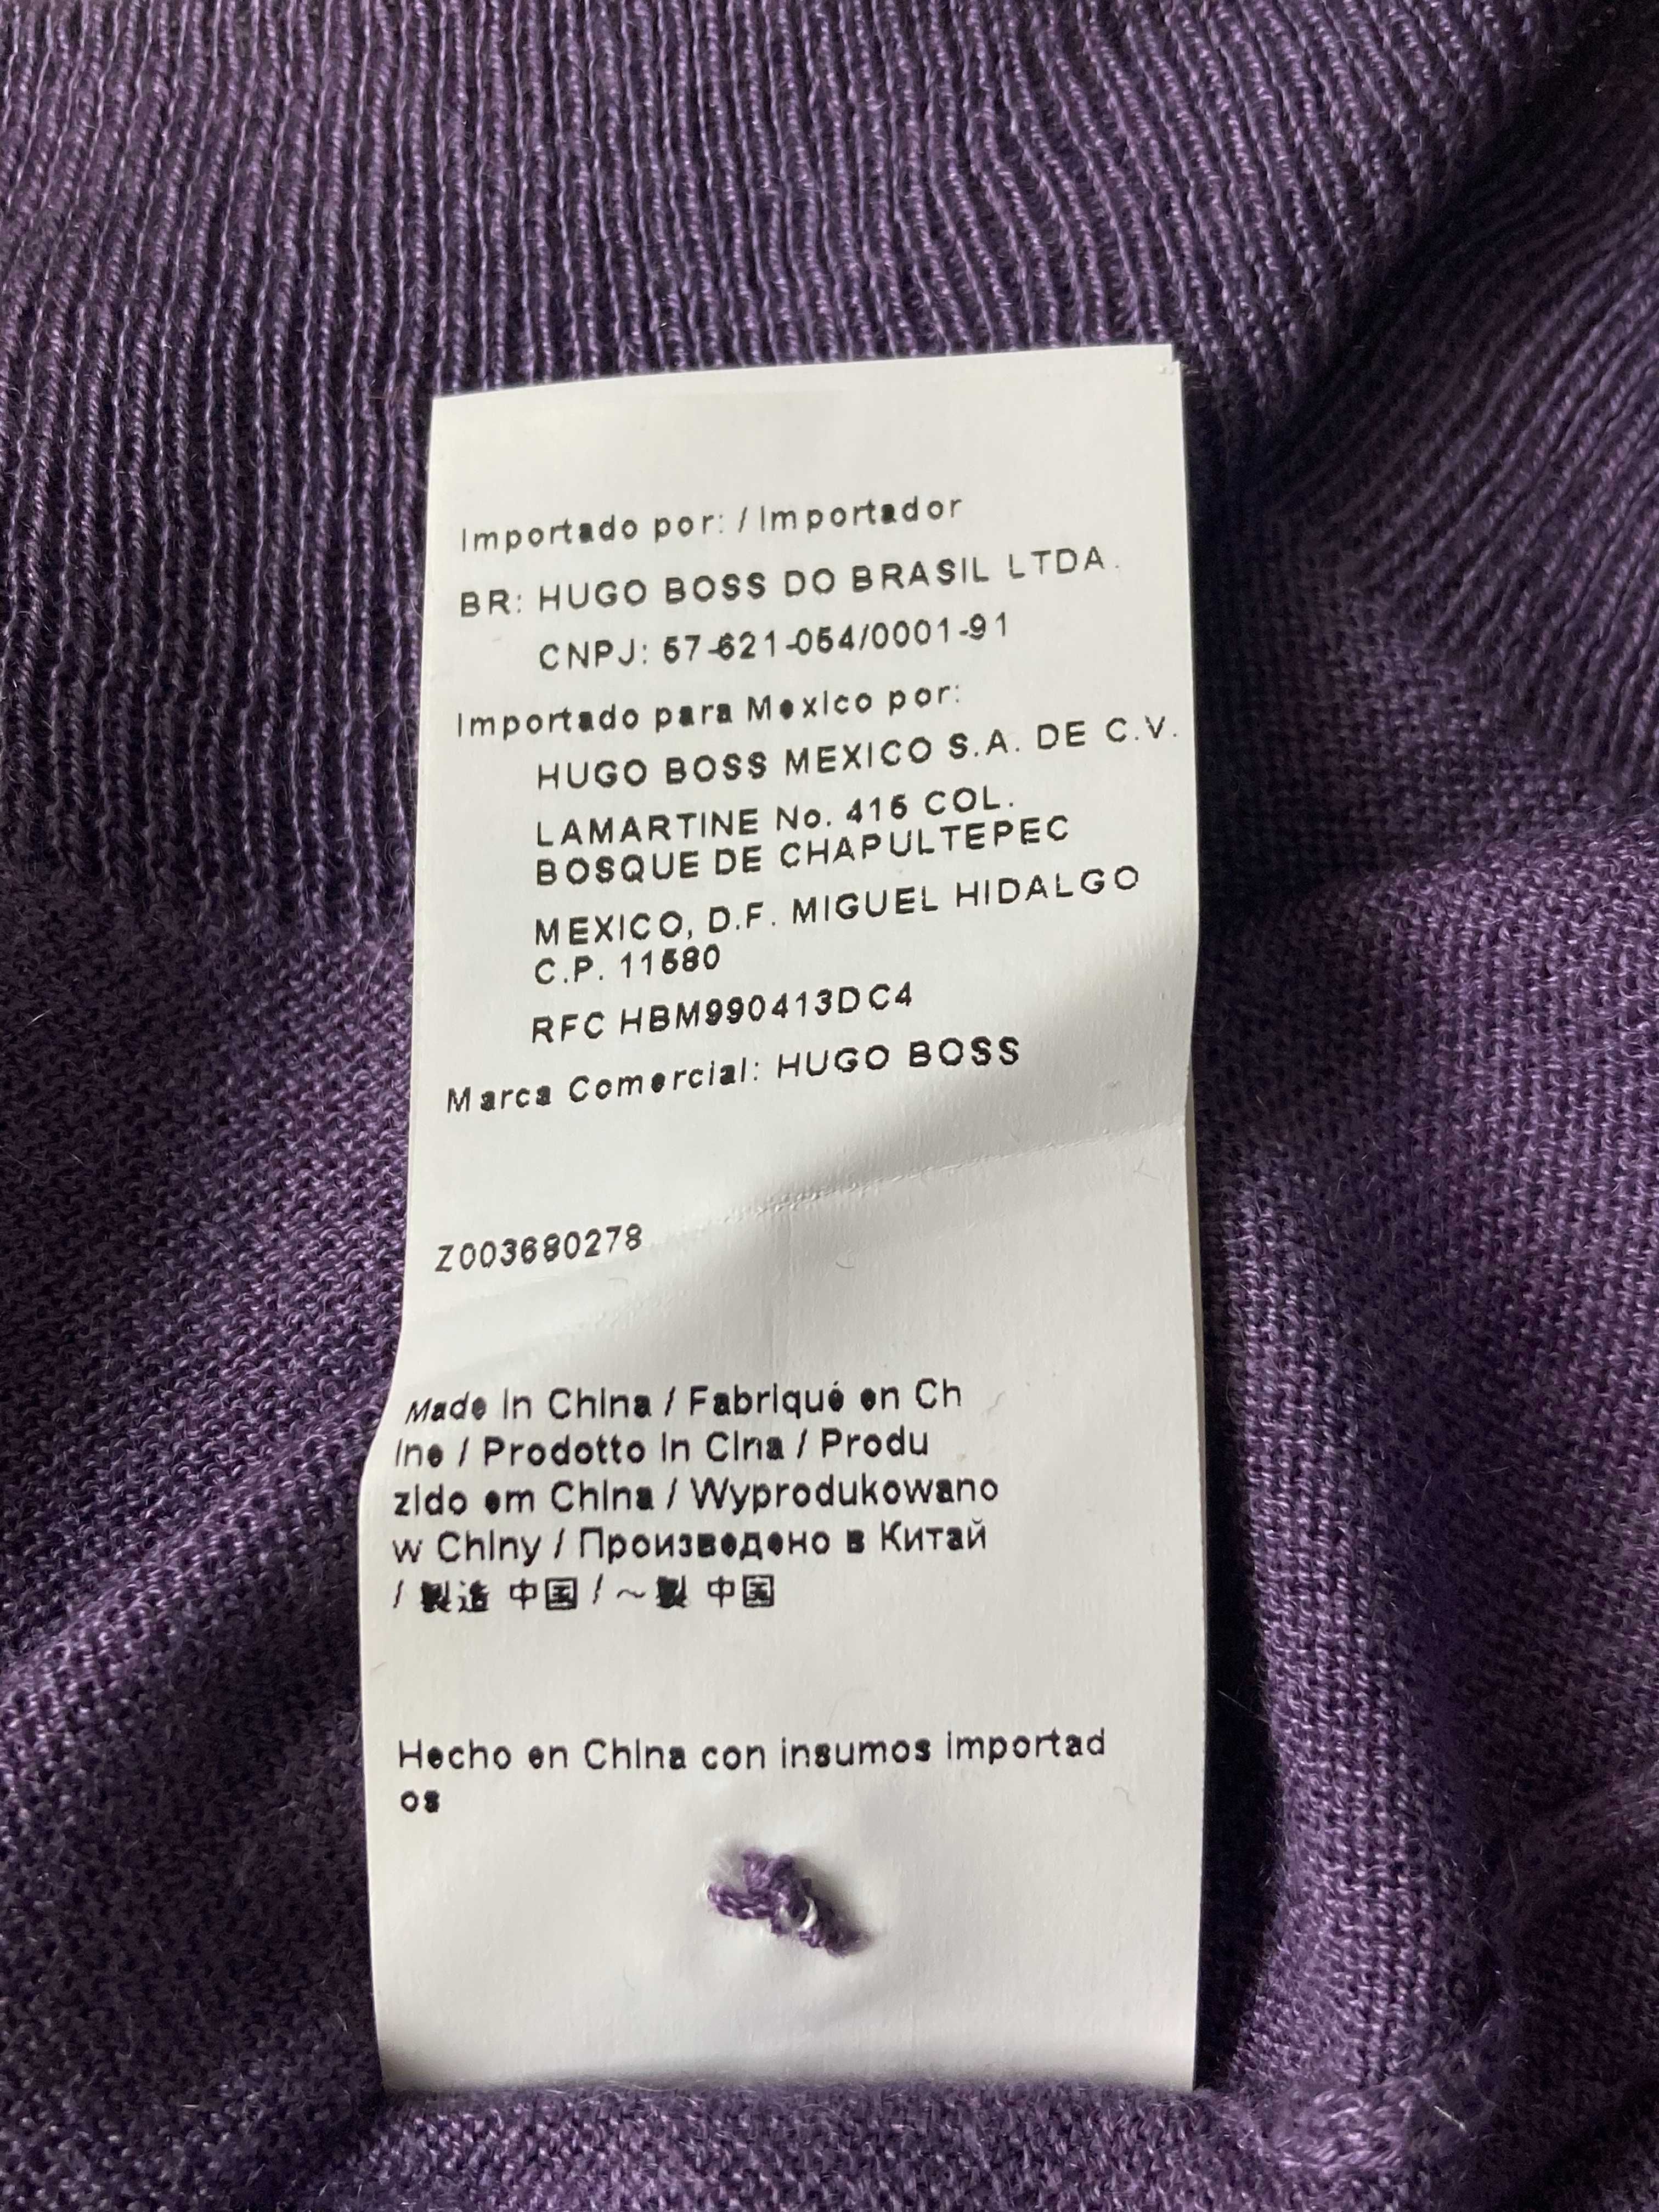 Importado por: / Importador
BR: HUGO BOSS DO BRASIL LTDA.
CNPJ: 57-621-054/0001-91
Importado para Mexico por:
HUGO BOSS MEXICO S.A. DE C.V.
LAMARTINE No. 415 COL.
BOSQUE DE CHAPULTEPEC
MEXICO, D.F. MIGUEL HIDALGO
C.P. 11580
RFC HBM990413DC4
Marca Comercial: HUGO BOSS
Z003680278
Made in China / Fabriqué en Ch
ine / Prodotto in Cina / Produ
zido em China / Wyprodukowano
w Chiny / Произведено в Китай
/ 製造 中国 / ～製 中国
Hecho en China con insumos importad
os